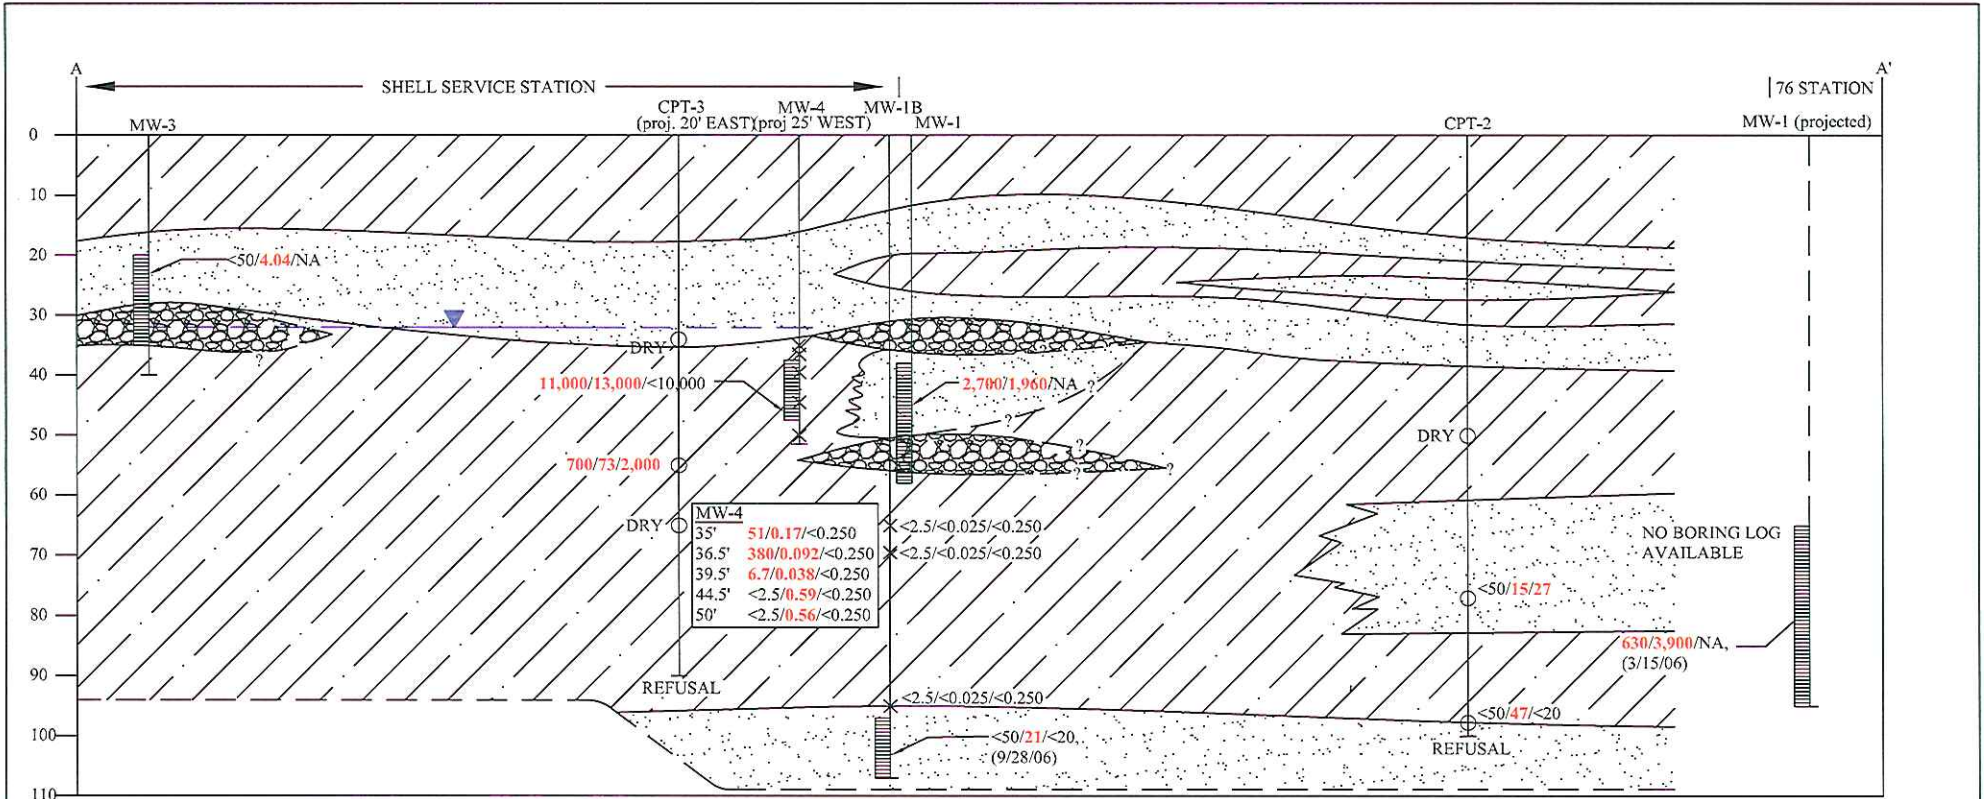 A
A'
SHELL SERVICE STATION
76 STATION
CPT-3
MW-4
MW-1B
(proj. 20' EAST)(proj 25' WEST)
MW-3
MW-1
CPT-2
MW-1 (projected)
0
10
20
<50/4.04/NA
30
DRY
40
11,000/13,000/<10,000
2,700/1,960/NA
?
?
?
50
DRY
?
?
?
?
700/73/2,000
60
DRY
MW-4
35' 51/0.17/<0.250
36.5' 380/0.092/<0.250
39.5' 6.7/0.038/<0.250
44.5' <2.5/0.59/<0.250
50' <2.5/0.56/<0.250
<2.5/<0.025/<0.250
<2.5/<0.025/<0.250
NO BORING LOG
AVAILABLE
70
<50/15/27
80
630/3,900/NA,
(3/15/06)
90
REFUSAL
<2.5/<0.025/<0.250
<50/47/<20
100
<50/21/<20,
(9/28/06)
REFUSAL
110